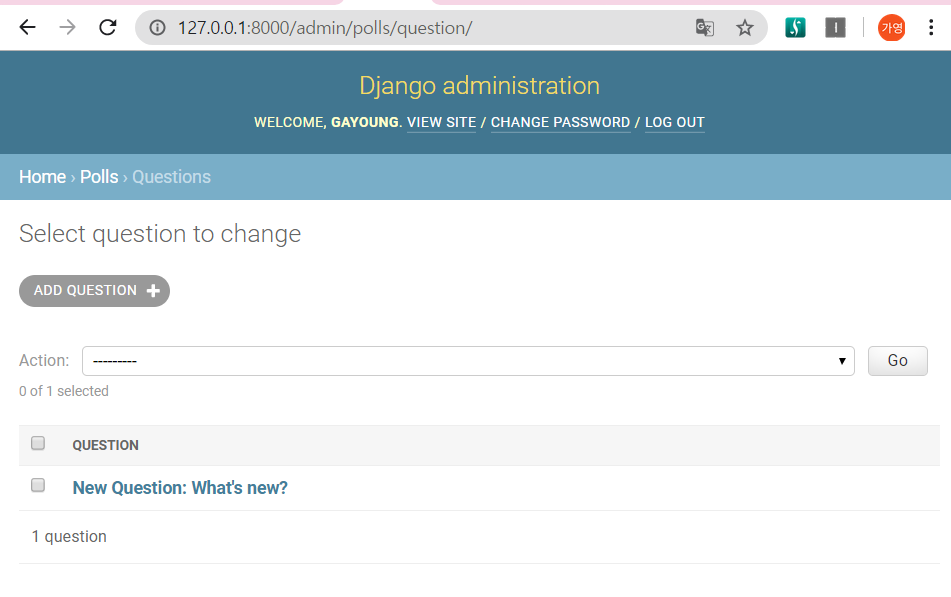 127.0.0.1:8000/admin/polls/question/
가영
Django administration
WELCOME, GAYOUNG. VIEW SITE / CHANGE PASSWORD / LOG OUT
Home › Polls › Questions
Select question to change
ADD QUESTION +
Action: --------- Go
0 of 1 selected
QUESTION
New Question: What's new?
1 question